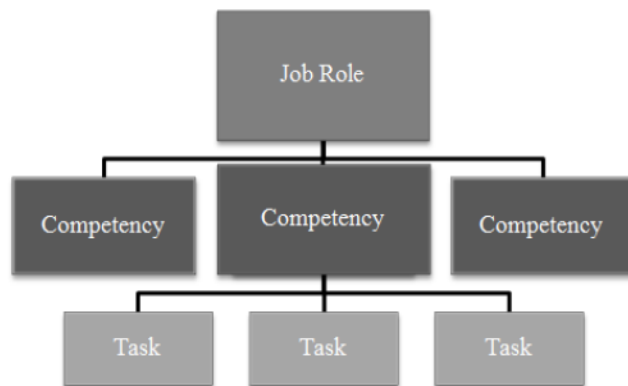 Job Role
Competency
Competency
Competency
Task
Task
Task